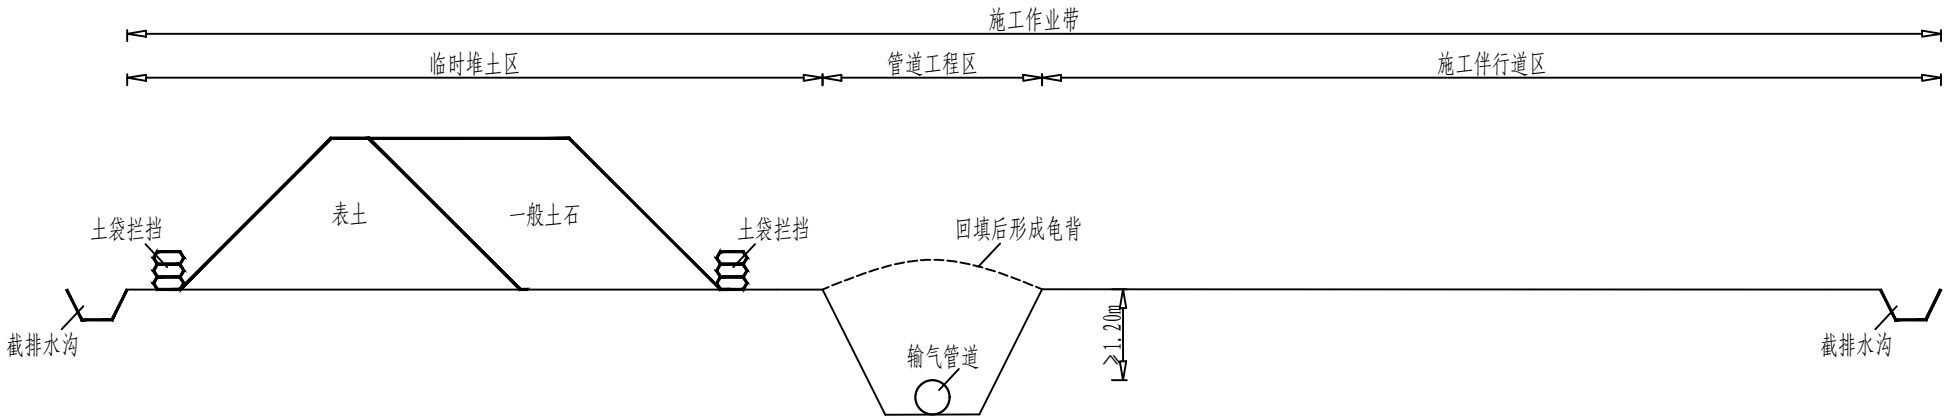 施工作业带
临时堆土区
管道工程区
施工伴行道区
表土
一般土石
土袋拦挡
土袋拦挡
回填后形成龟背
截排水沟
≥1.20m
输气管道
截排水沟